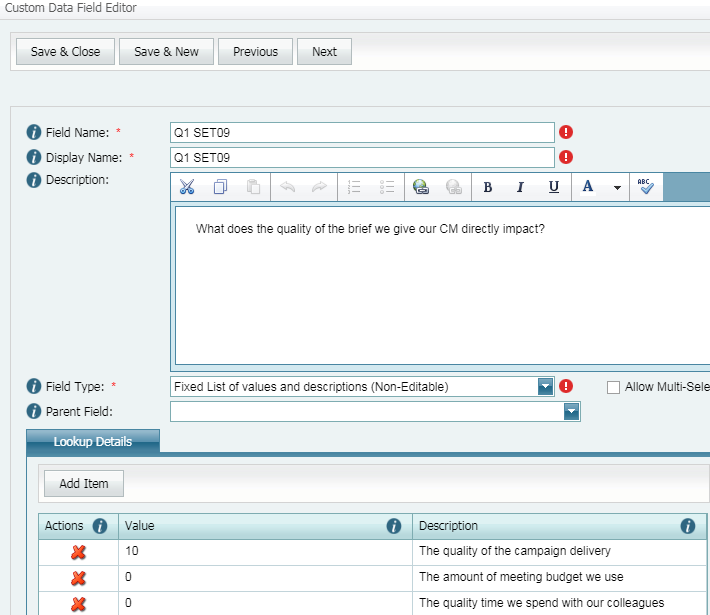 Custom Data Field Editor
Save & Close Save & New Previous Next
Field Name: * Q1 SET09
Display Name: * Q1 SET09
Description:
B I U A ABC
What does the quality of the brief we give our CM directly impact?
Field Type: * Fixed List of values and descriptions (Non-Editable) Allow Multi-Sele
Parent Field:
Lookup Details
Add Item
Actions Value Description
10 The quality of the campaign delivery
0 The amount of meeting budget we use
0 The quality time we spend with our colleagues